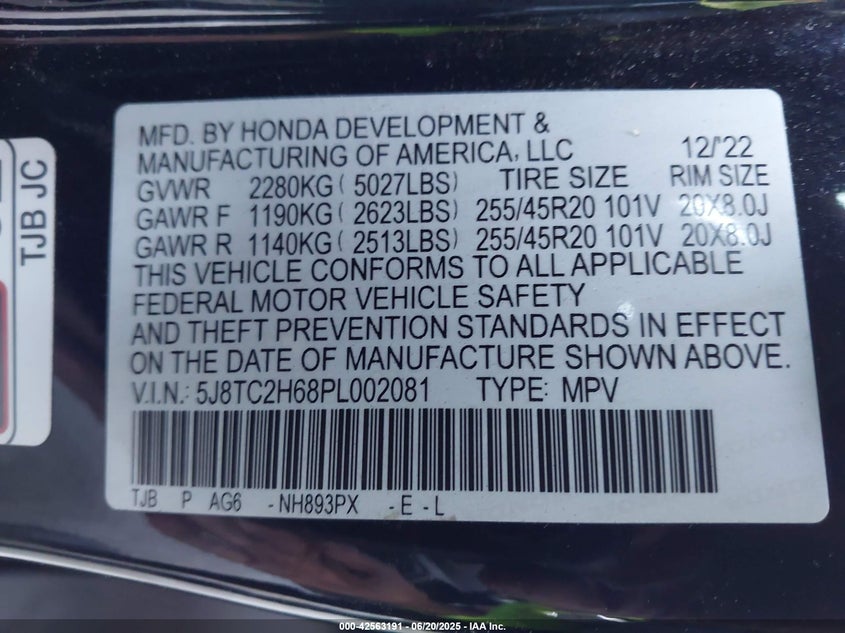 MFD. BY HONDA DEVELOPMENT &
MANUFACTURING OF AMERICA, LLC 12/'22
GVWR 2280KG ( 5027LBS) TIRE SIZE RIM SIZE
GAWR F 1190KG ( 2623LBS) 255/45R20 101V 20X8.0J
GAWR R 1140KG ( 2513LBS) 255/45R20 101V 20X8.0J
THIS VEHICLE CONFORMS TO ALL APPLICABLE
FEDERAL MOTOR VEHICLE SAFETY
AND THEFT PREVENTION STANDARDS IN EFFECT
ON THE DATE OF MANUFACTURE SHOWN ABOVE.
V.I.N.: 5J8TC2H68PL002081 TYPE: MPV
TJB P AG6 -NH893PX -E -L
TJB JC
000-42563191 - 06/20/2025 - IAA Inc.